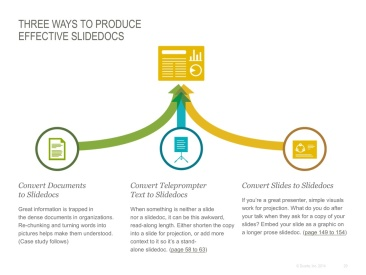 THREE WAYS TO PRODUCE
EFFECTIVE SLIDEDOCS
Convert Documents
to Slidedocs
Great information is trapped in
the dense documents in organizations.
Re-chunking and turning words into
pictures helps make them understood.
(Case study follows)
Convert Teleprompter
Text to Slidedocs
When something is neither a slide
nor a slidedoc, it can be this awkward,
read-along length. Either shorten the copy
into a slide for projection, or add more
context to it so it's a stand-
alone slidedoc. (page 58 to 63)
Convert Slides to Slidedocs
If you're a great presenter, simple visuals
work for projection. What do you do after
your talk when they ask for a copy of your
slides? Embed your slide as a graphic on
a longer prose slidedoc. (page 149 to 154)